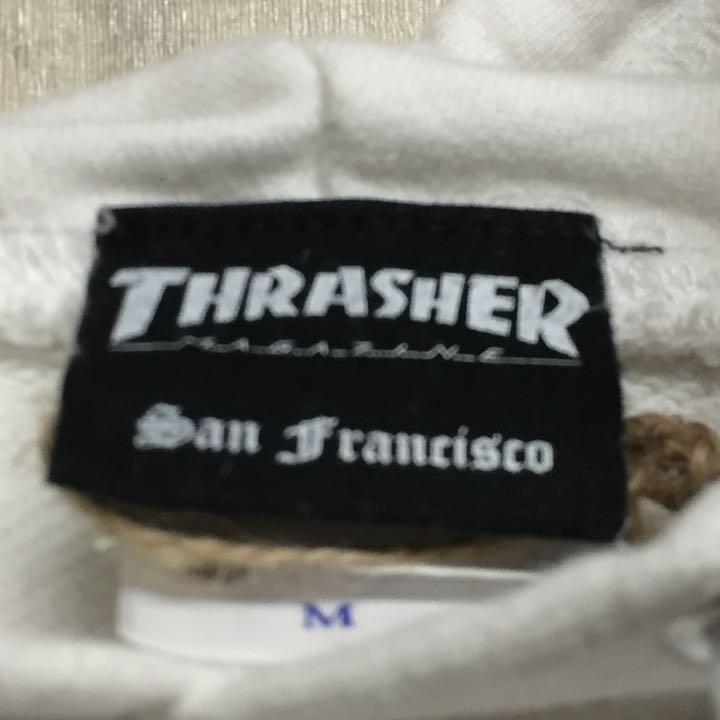 THRASHER
MAGAZINE
San Francisco
M